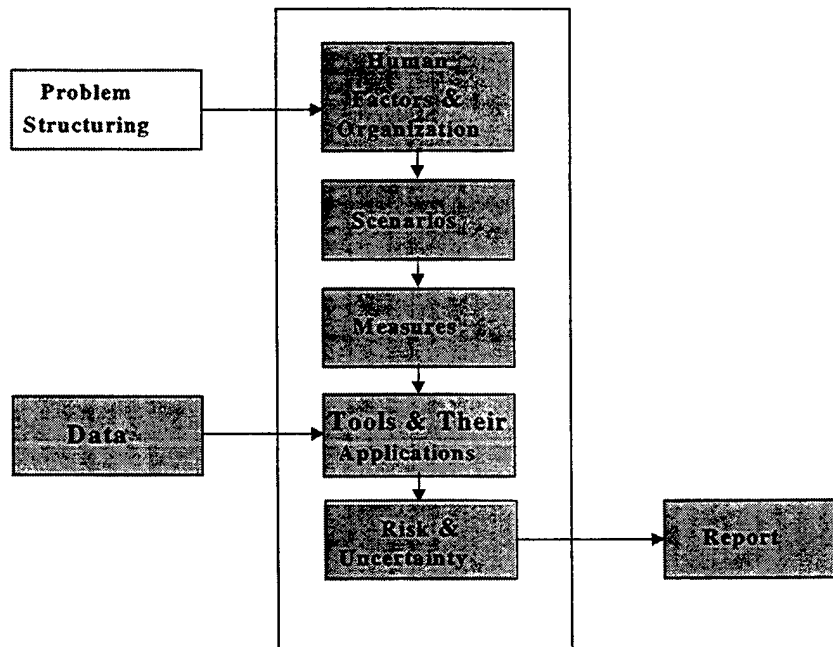 Problem
Structuring
Human
Factors &
Organization
Scenarios
Measures
Data
Tools & Their
Applications
Risk &
Uncertainty
Report